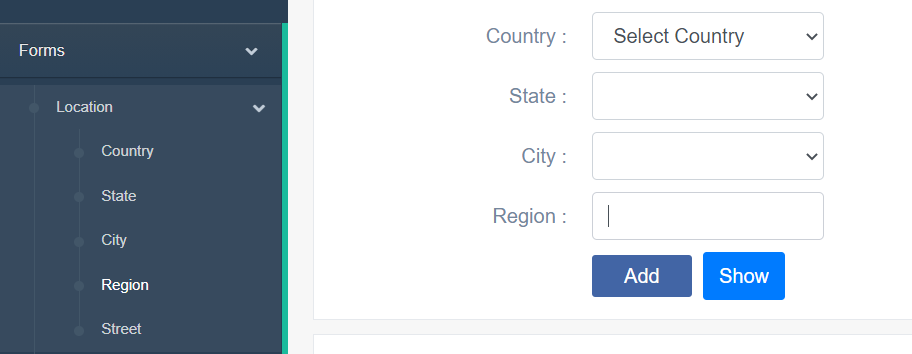 Forms
Location
Country
State
City
Region
Street
Country :
Select Country
State :
City :
Region :
Add
Show